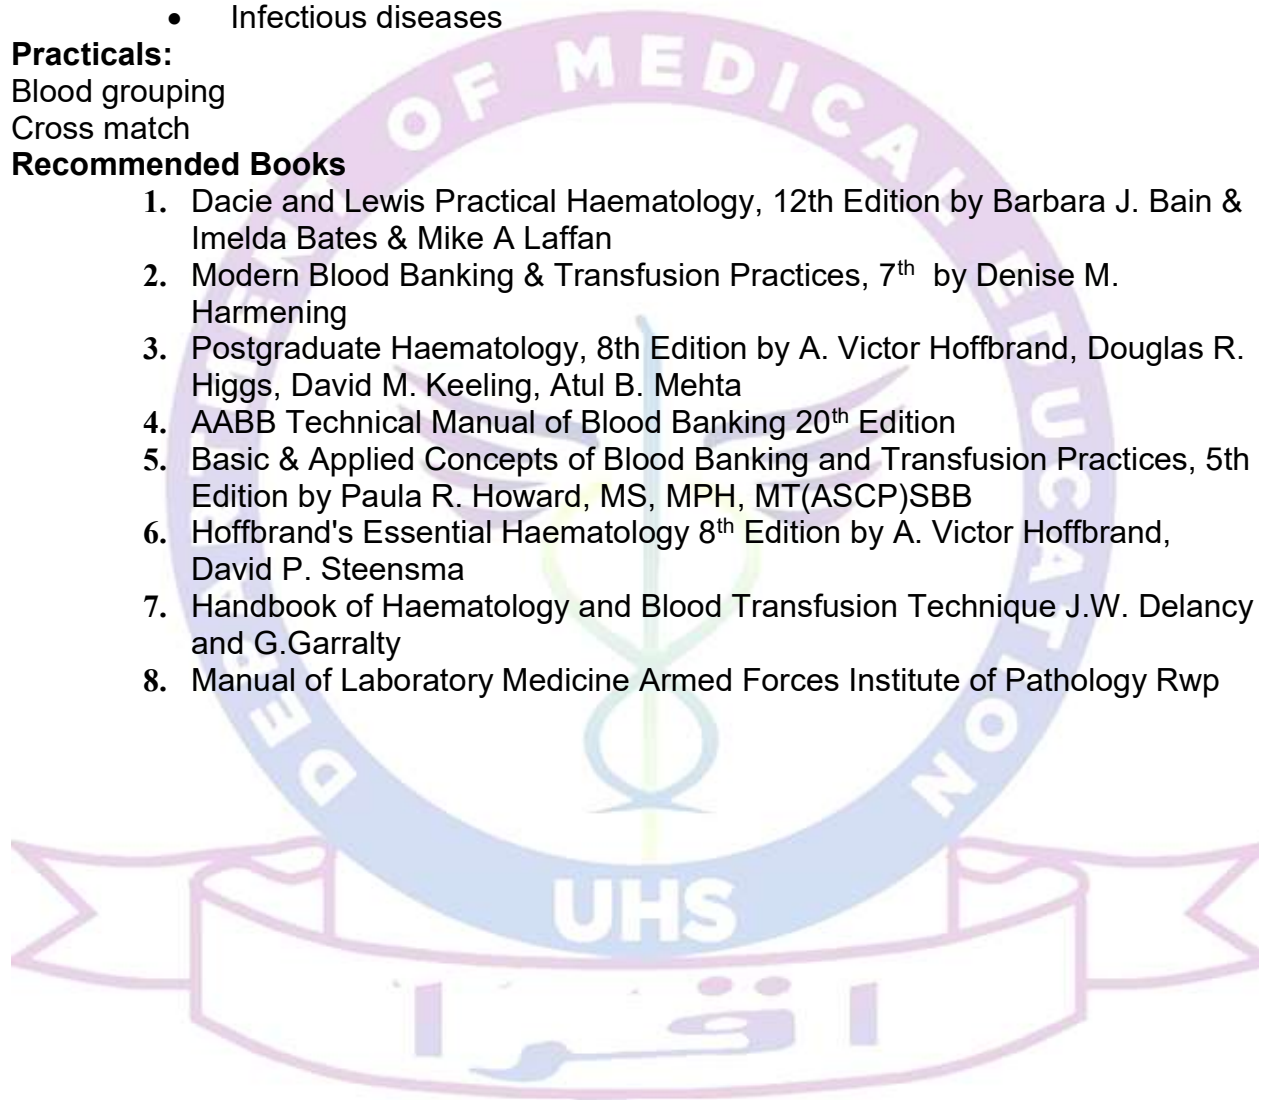 • Infectious diseases
Practicals:
Blood grouping
Cross match
Recommended Books
1. Dacie and Lewis Practical Haematology, 12th Edition by Barbara J. Bain &
Imelda Bates & Mike A Laffan
2. Modern Blood Banking & Transfusion Practices, 7th by Denise M.
Harmening
3. Postgraduate Haematology, 8th Edition by A. Victor Hoffbrand, Douglas R.
Higgs, David M. Keeling, Atul B. Mehta
4. AABB Technical Manual of Blood Banking 20th Edition
5. Basic & Applied Concepts of Blood Banking and Transfusion Practices, 5th
Edition by Paula R. Howard, MS, MPH, MT(ASCP)SBB
6. Hoffbrand's Essential Haematology 8th Edition by A. Victor Hoffbrand,
David P. Steensma
7. Handbook of Haematology and Blood Transfusion Technique J.W. Delancy
and G.Garralty
8. Manual of Laboratory Medicine Armed Forces Institute of Pathology Rwp
DEPARTMENT OF MEDICAL EDUCATION
UHS
اقرا